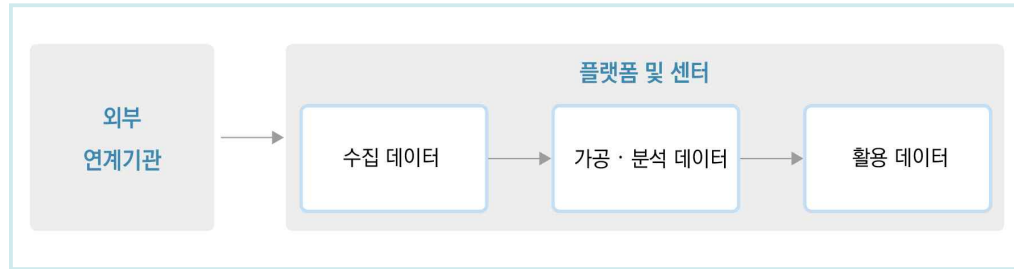 외부
연계기관
플랫폼 및 센터
수집 데이터
가공 · 분석 데이터
활용 데이터